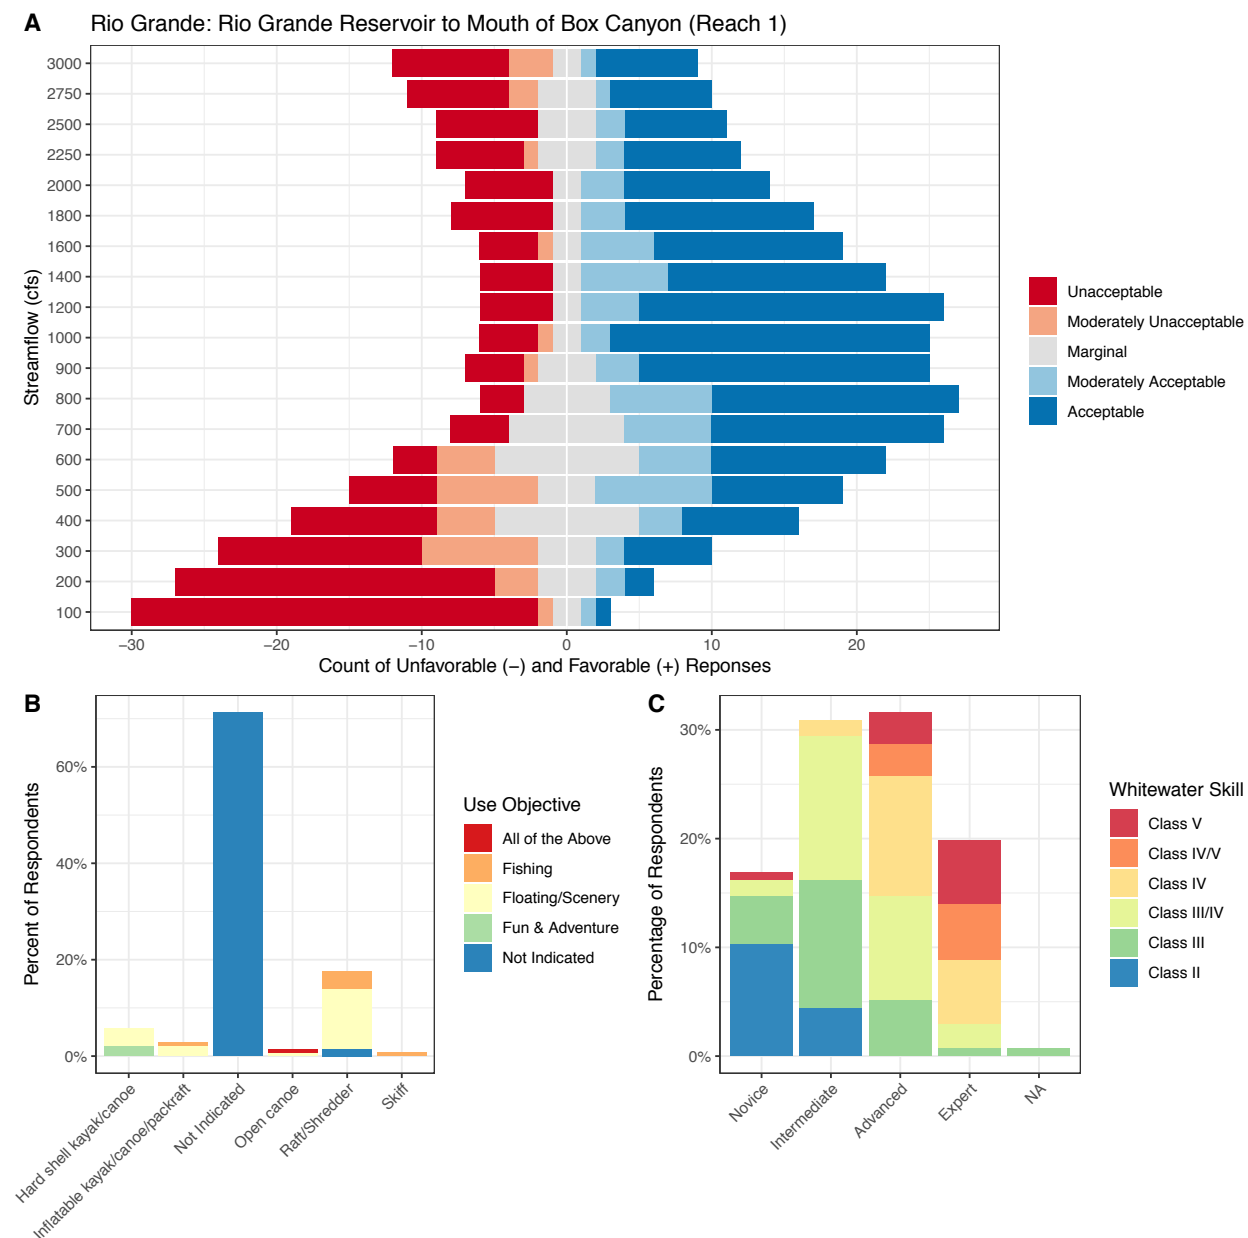 A
Rio Grande: Rio Grande Reservoir to Mouth of Box Canyon (Reach 1)
Streamflow (cfs)
3000
2750
2500
2250
2000
1800
1600
1400
1200
1000
900
800
700
600
500
400
300
200
100
−30 −20 −10 0 10 20
Count of Unfavorable (−) and Favorable (+) Reponses
Unacceptable
Moderately Unacceptable
Marginal
Moderately Acceptable
Acceptable
B
Percent of Respondents
60%
40%
20%
0%
Hard shell kayak/canoe
Inflatable kayak/canoe/packraft
Not Indicated
Open canoe
Raft/Shredder
Skiff
Use Objective
All of the Above
Fishing
Floating/Scenery
Fun & Adventure
Not Indicated
C
Percentage of Respondents
30%
20%
10%
0%
Novice
Intermediate
Advanced
Expert
NA
Whitewater Skill
Class V
Class IV/V
Class IV
Class III/IV
Class III
Class II